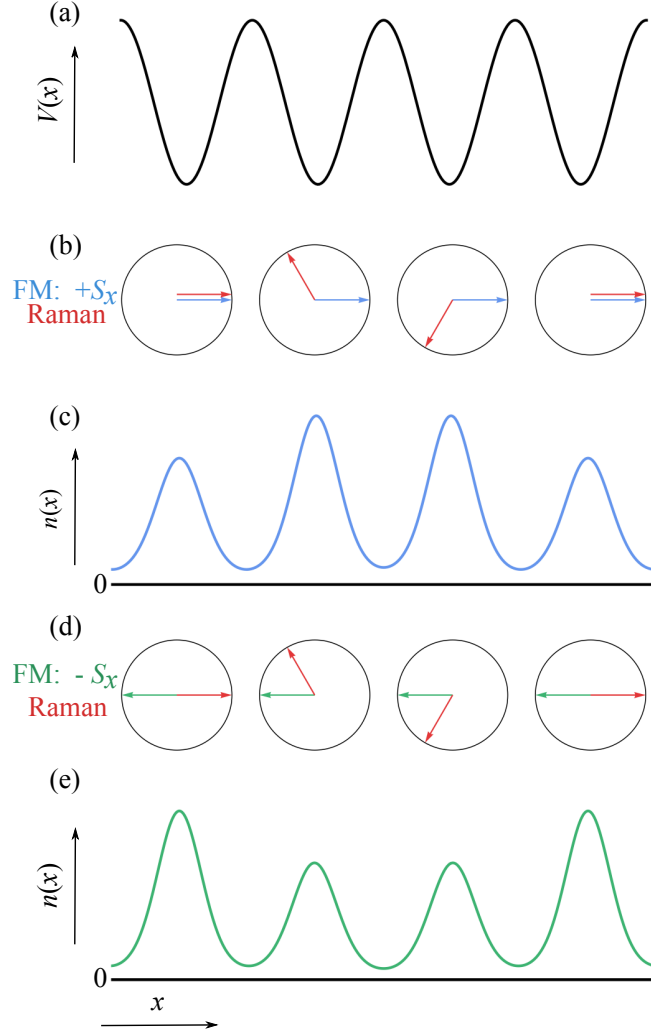 (a)
V(x)
(b)
FM: +Sx
Raman
(c)
n(x)
0
(d)
FM: - Sx
Raman
(e)
n(x)
0
x